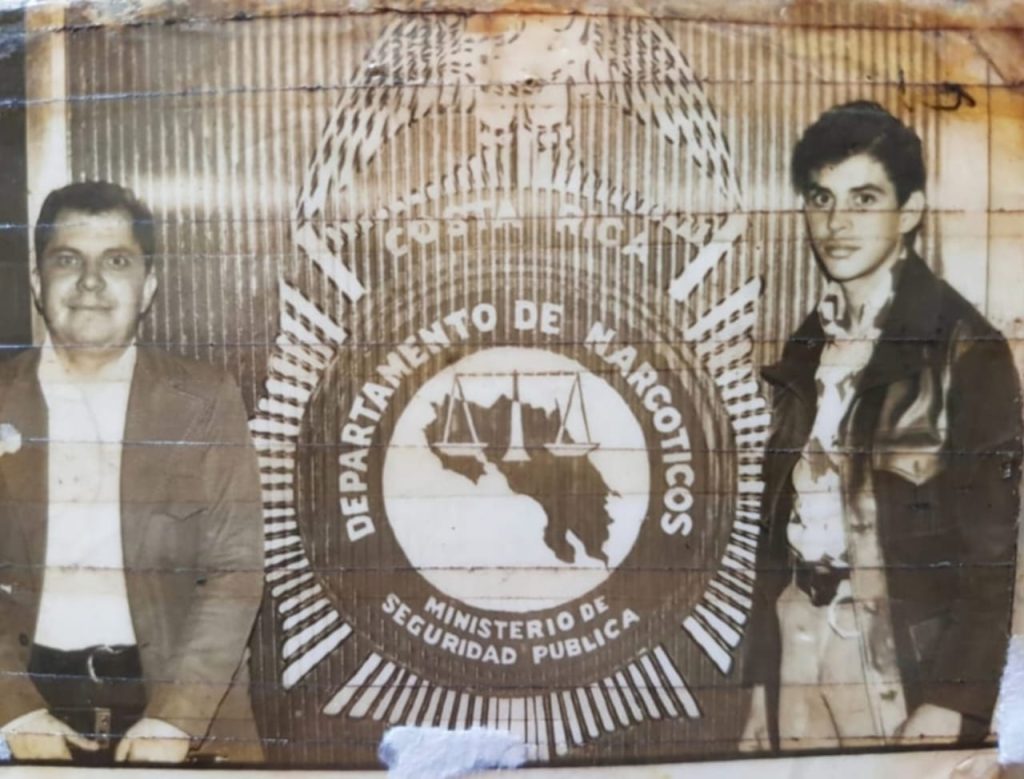 COSTA RICA
DEPARTAMENTO DE NARCOTICOS
MINISTERIO DE
SEGURIDAD PUBLICA